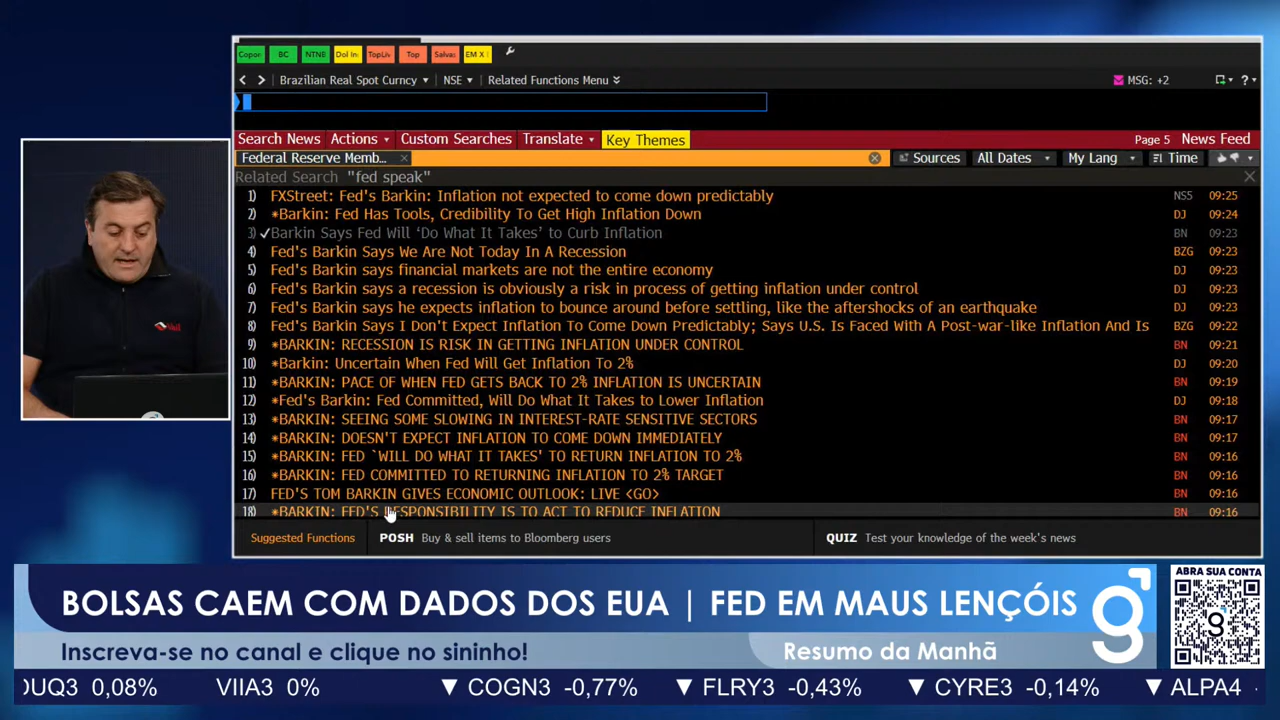 Copor BC NTNE Dol In TopLiv Top Salvas EM X
Brazilian Real Spot Curncy NSE Related Functions Menu MSG: +2
Search News Actions Custom Searches Translate Key Themes Page 5 News Feed
Federal Reserve Memb... Sources All Dates My Lang Time
Related Search "fed speak"
1) FXStreet: Fed's Barkin: Inflation not expected to come down predictably NS5 09:25
2) *Barkin: Fed Has Tools, Credibility To Get High Inflation Down DJ 09:24
3) ✓Barkin Says Fed Will ‘Do What It Takes’ to Curb Inflation BN 09:23
4) Fed's Barkin Says We Are Not Today In A Recession BZG 09:23
5) Fed's Barkin says financial markets are not the entire economy DJ 09:23
6) Fed's Barkin says a recession is obviously a risk in process of getting inflation under control DJ 09:23
7) Fed's Barkin says he expects inflation to bounce around before settling, like the aftershocks of an earthquake DJ 09:23
8) Fed's Barkin Says I Don't Expect Inflation To Come Down Predictably; Says U.S. Is Faced With A Post-war-like Inflation And Is BZG 09:22
9) *BARKIN: RECESSION IS RISK IN GETTING INFLATION UNDER CONTROL BN 09:21
10) *Barkin: Uncertain When Fed Will Get Inflation To 2% DJ 09:20
11) *BARKIN: PACE OF WHEN FED GETS BACK TO 2% INFLATION IS UNCERTAIN BN 09:19
12) *Fed's Barkin: Fed Committed, Will Do What It Takes to Lower Inflation DJ 09:18
13) *BARKIN: SEEING SOME SLOWING IN INTEREST-RATE SENSITIVE SECTORS BN 09:17
14) *BARKIN: DOESN'T EXPECT INFLATION TO COME DOWN IMMEDIATELY BN 09:17
15) *BARKIN: FED `WILL DO WHAT IT TAKES' TO RETURN INFLATION TO 2% BN 09:16
16) *BARKIN: FED COMMITTED TO RETURNING INFLATION TO 2% TARGET BN 09:16
17) FED'S TOM BARKIN GIVES ECONOMIC OUTLOOK: LIVE <GO> BN 09:16
18) *BARKIN: FED'S RESPONSIBILITY IS TO ACT TO REDUCE INFLATION BN 09:16
Suggested Functions POSH Buy & sell items to Bloomberg users QUIZ Test your knowledge of the week's news
BOLSAS CAEM COM DADOS DOS EUA | FED EM MAUS LENÇÓIS
ABRA SUA CONTA
Inscreva-se no canal e clique no sininho! Resumo da Manhã
OUQ3 0,08% VIIA3 0% ▼ COGN3 -0,77% ▼ FLRY3 -0,43% ▼ CYRE3 -0,14% ▼ ALPA4